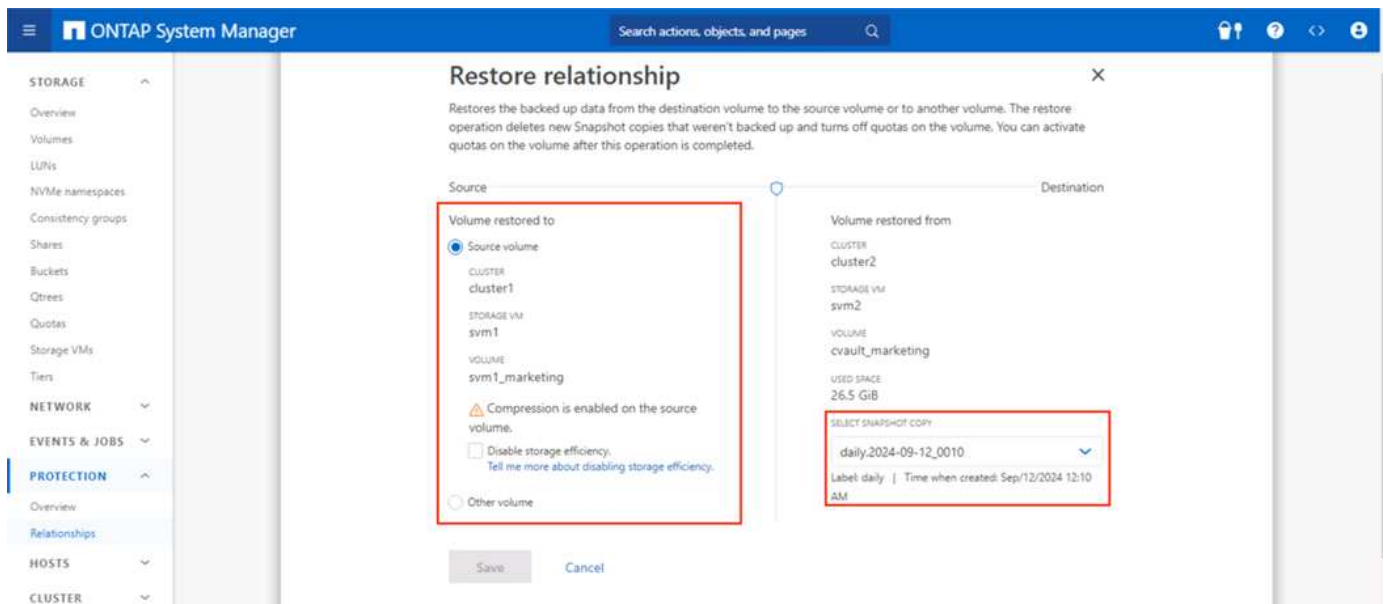 ONTAP System Manager
Search actions, objects, and pages
STORAGE
Overview
Volumes
LUNs
NVMe namespaces
Consistency groups
Shares
Buckets
Qtrees
Quotas
Storage VMs
Tiers
NETWORK
EVENTS & JOBS
PROTECTION
Overview
Relationships
HOSTS
CLUSTER
Restore relationship
Restores the backed up data from the destination volume to the source volume or to another volume. The restore
operation deletes new Snapshot copies that weren't backed up and turns off quotas on the volume. You can activate
quotas on the volume after this operation is completed.
Source
Destination
Volume restored to
Source volume
CLUSTER
cluster1
STORAGE VM
svm1
VOLUME
svm1_marketing
Compression is enabled on the source
volume.
Disable storage efficiency.
Tell me more about disabling storage efficiency.
Other volume
Volume restored from
CLUSTER
cluster2
STORAGE VM
svm2
VOLUME
cvault_marketing
USED SPACE
26.5 GiB
SELECT SNAPSHOT COPY
daily.2024-09-12_0010
Label: daily | Time when created: Sep/12/2024 12:10
AM
Save
Cancel